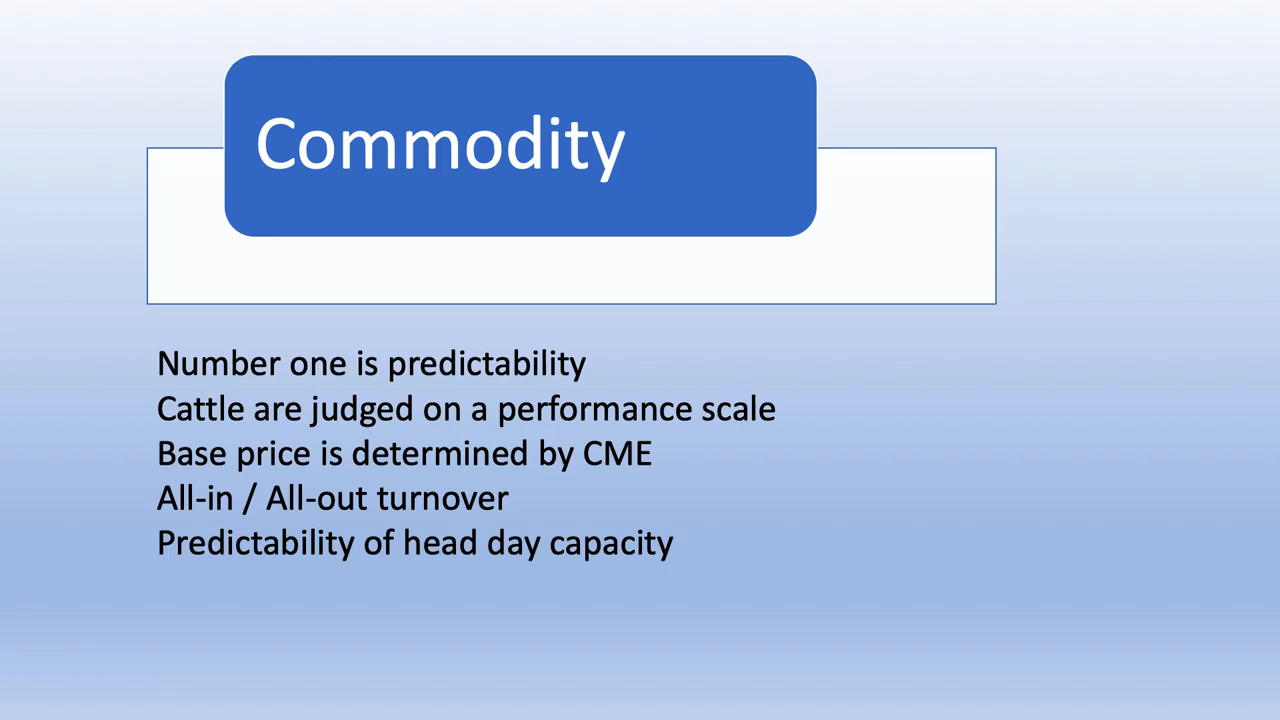 Commodity
Number one is predictability
Cattle are judged on a performance scale
Base price is determined by CME
All-in / All-out turnover
Predictability of head day capacity